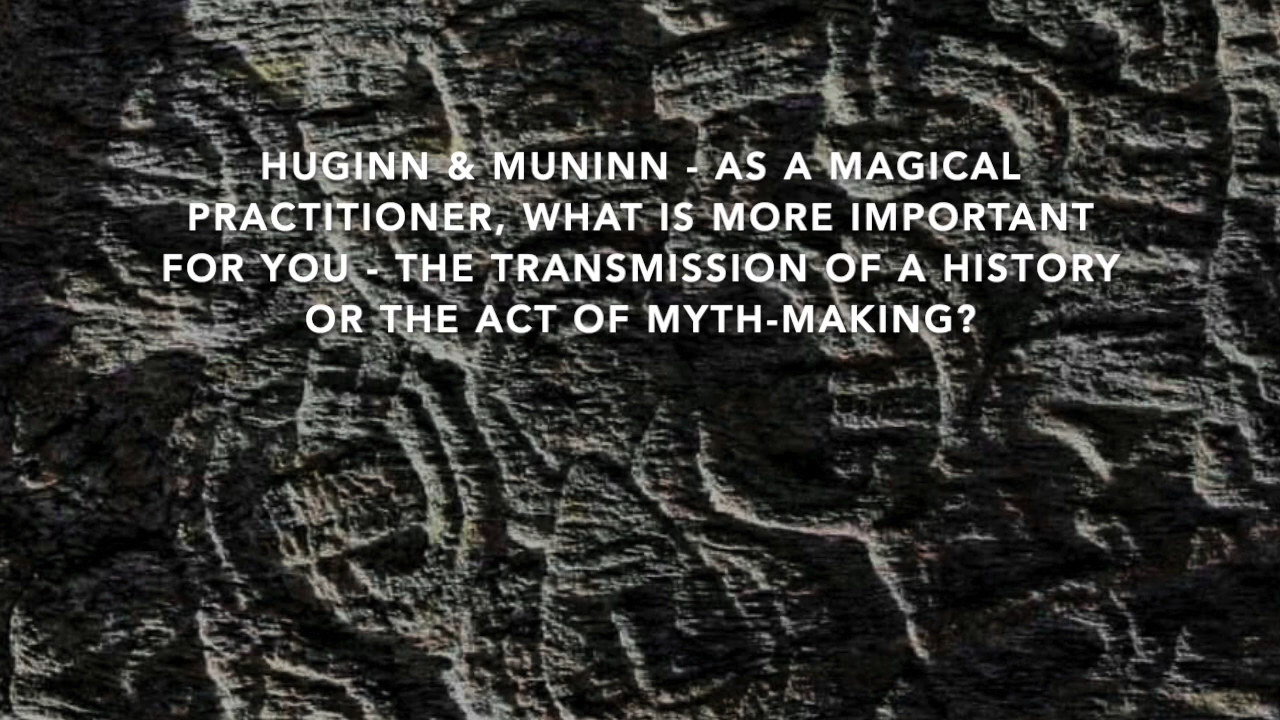 HUGINN & MUNINN - AS A MAGICAL
PRACTITIONER, WHAT IS MORE IMPORTANT
FOR YOU - THE TRANSMISSION OF A HISTORY
OR THE ACT OF MYTH-MAKING?